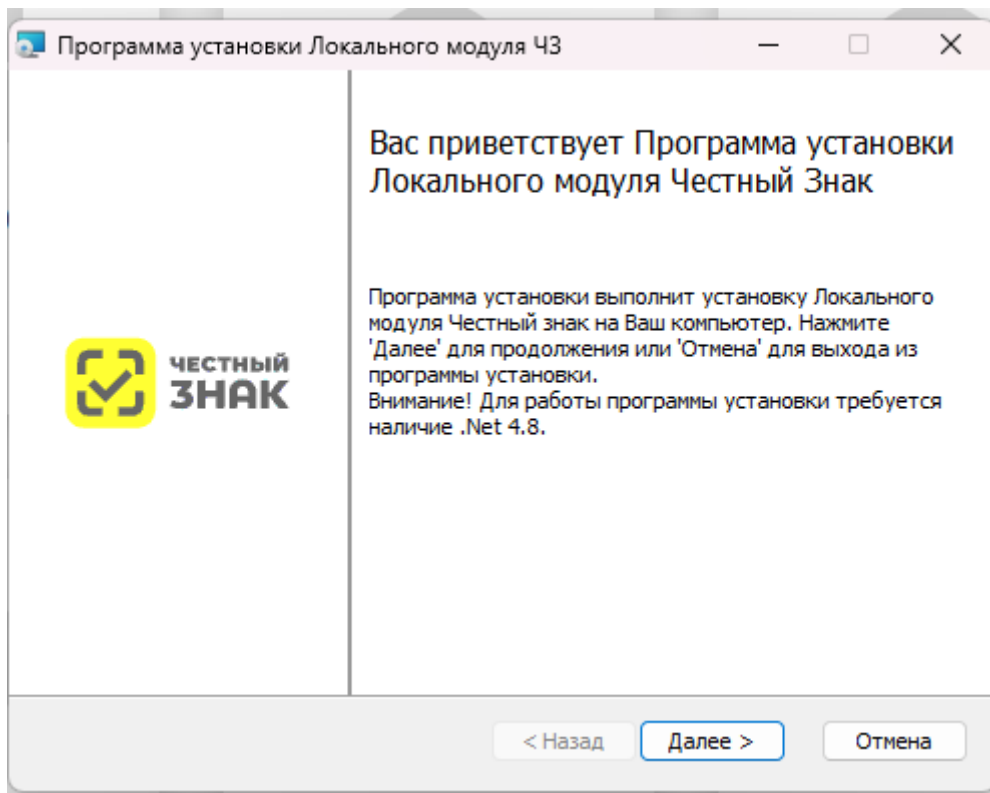 Программа установки Локального модуля ЧЗ
Вас приветствует Программа установки
Локального модуля Честный Знак
Программа установки выполнит установку Локального
модуля Честный знак на Ваш компьютер. Нажмите
'Далее' для продолжения или 'Отмена' для выхода из
программы установки.
Внимание! Для работы программы установки требуется
наличие .Net 4.8.
ЧЕСТНЫЙ
ЗНАК
< Назад
Далее >
Отмена